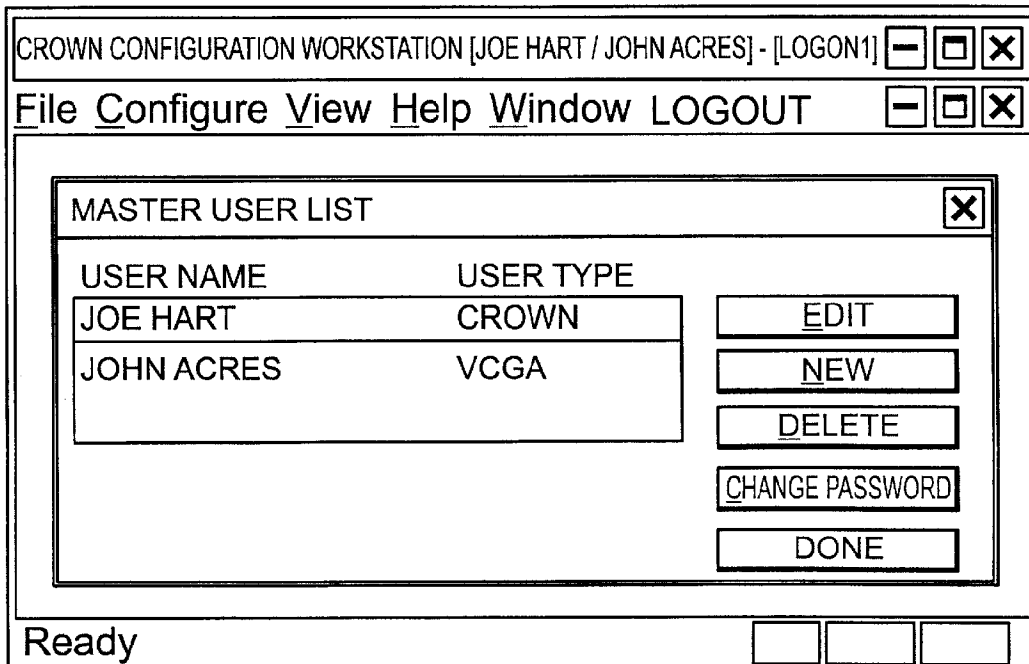 CROWN CONFIGURATION WORKSTATION [JOE HART / JOHN ACRES] - [LOGON1]
File Configure View Help Window LOGOUT
MASTER USER LIST
USER NAME USER TYPE
JOE HART CROWN
JOHN ACRES VCGA
EDIT
NEW
DELETE
CHANGE PASSWORD
DONE
Ready